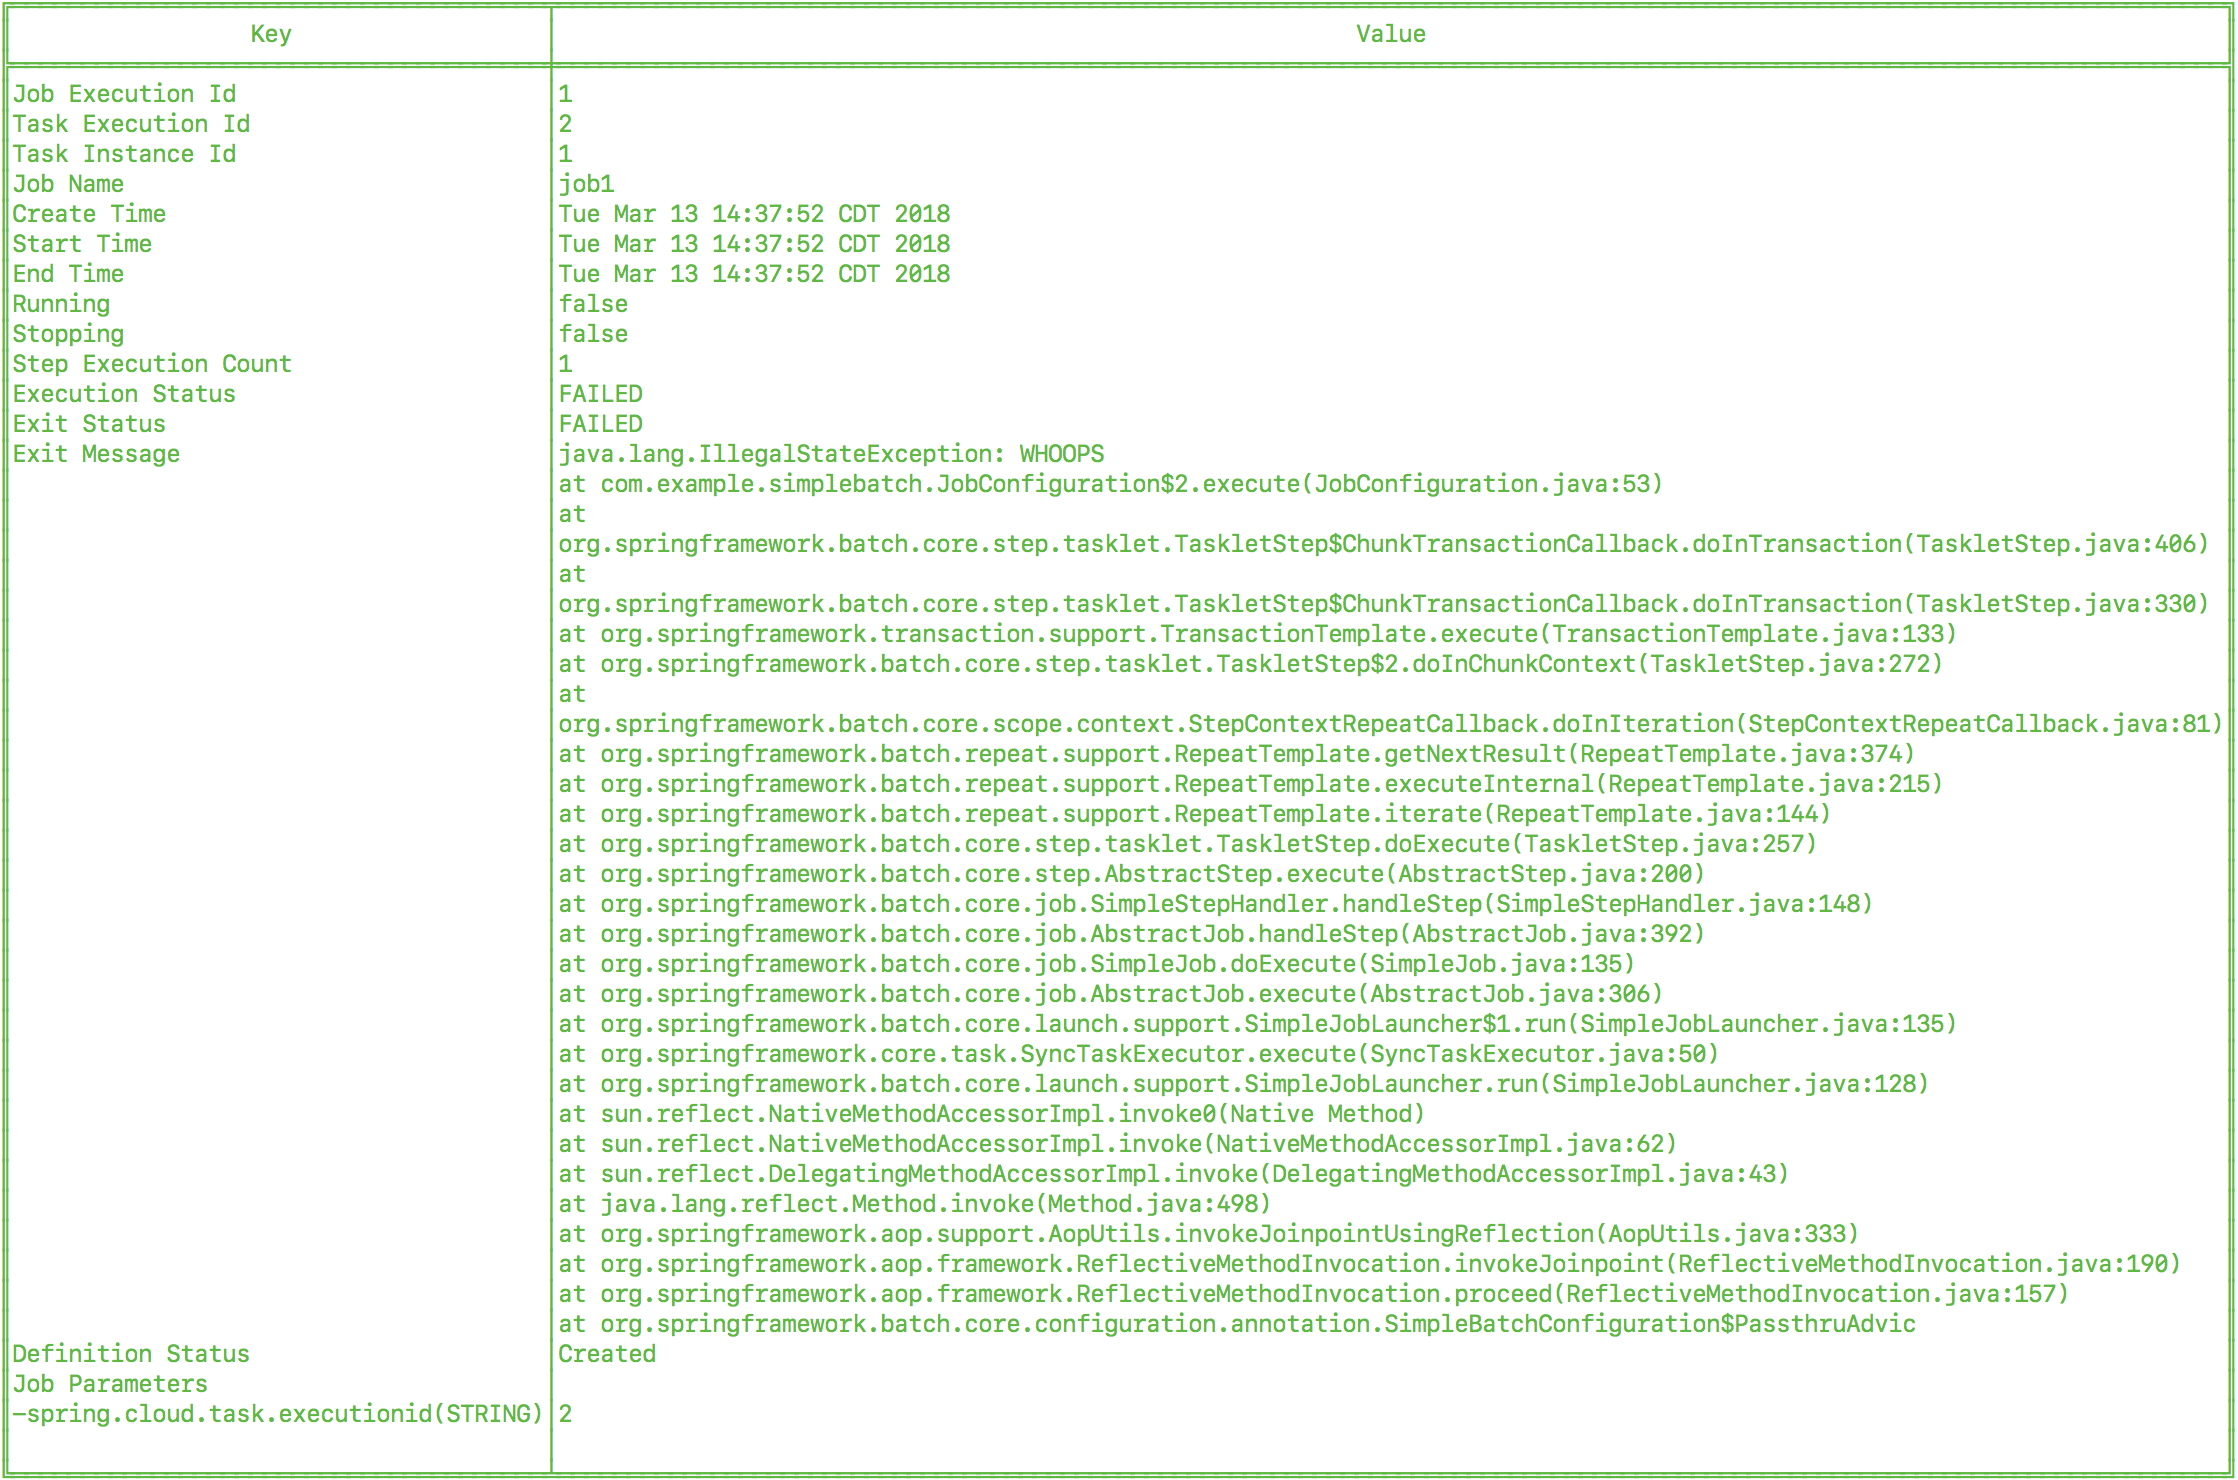 Key Value
Job Execution Id 1
Task Execution Id 2
Task Instance Id 1
Job Name job1
Create Time Tue Mar 13 14:37:52 CDT 2018
Start Time Tue Mar 13 14:37:52 CDT 2018
End Time Tue Mar 13 14:37:52 CDT 2018
Running false
Stopping false
Step Execution Count 1
Execution Status FAILED
Exit Status FAILED
Exit Message java.lang.IllegalStateException: WHOOPS
at com.example.simplebatch.JobConfiguration$2.execute(JobConfiguration.java:53)
at
org.springframework.batch.core.step.tasklet.TaskletStep$ChunkTransactionCallback.doInTransaction(TaskletStep.java:406)
at
org.springframework.batch.core.step.tasklet.TaskletStep$ChunkTransactionCallback.doInTransaction(TaskletStep.java:330)
at org.springframework.transaction.support.TransactionTemplate.execute(TransactionTemplate.java:133)
at org.springframework.batch.core.step.tasklet.TaskletStep$2.doInChunkContext(TaskletStep.java:272)
at
org.springframework.batch.core.scope.context.StepContextRepeatCallback.doInIteration(StepContextRepeatCallback.java:81)
at org.springframework.batch.repeat.support.RepeatTemplate.getNextResult(RepeatTemplate.java:374)
at org.springframework.batch.repeat.support.RepeatTemplate.executeInternal(RepeatTemplate.java:215)
at org.springframework.batch.repeat.support.RepeatTemplate.iterate(RepeatTemplate.java:144)
at org.springframework.batch.core.step.tasklet.TaskletStep.doExecute(TaskletStep.java:257)
at org.springframework.batch.core.step.AbstractStep.execute(AbstractStep.java:200)
at org.springframework.batch.core.job.SimpleStepHandler.handleStep(SimpleStepHandler.java:148)
at org.springframework.batch.core.job.AbstractJob.handleStep(AbstractJob.java:392)
at org.springframework.batch.core.job.SimpleJob.doExecute(SimpleJob.java:135)
at org.springframework.batch.core.job.AbstractJob.execute(AbstractJob.java:306)
at org.springframework.batch.core.launch.support.SimpleJobLauncher$1.run(SimpleJobLauncher.java:135)
at org.springframework.core.task.SyncTaskExecutor.execute(SyncTaskExecutor.java:50)
at org.springframework.batch.core.launch.support.SimpleJobLauncher.run(SimpleJobLauncher.java:128)
at sun.reflect.NativeMethodAccessorImpl.invoke0(Native Method)
at sun.reflect.NativeMethodAccessorImpl.invoke(NativeMethodAccessorImpl.java:62)
at sun.reflect.DelegatingMethodAccessorImpl.invoke(DelegatingMethodAccessorImpl.java:43)
at java.lang.reflect.Method.invoke(Method.java:498)
at org.springframework.aop.support.AopUtils.invokeJoinpointUsingReflection(AopUtils.java:333)
at org.springframework.aop.framework.ReflectiveMethodInvocation.invokeJoinpoint(ReflectiveMethodInvocation.java:190)
at org.springframework.aop.framework.ReflectiveMethodInvocation.proceed(ReflectiveMethodInvocation.java:157)
at org.springframework.batch.core.configuration.annotation.SimpleBatchConfiguration$PassthruAdvic
Definition Status Created
Job Parameters
-spring.cloud.task.executionid(STRING) 2